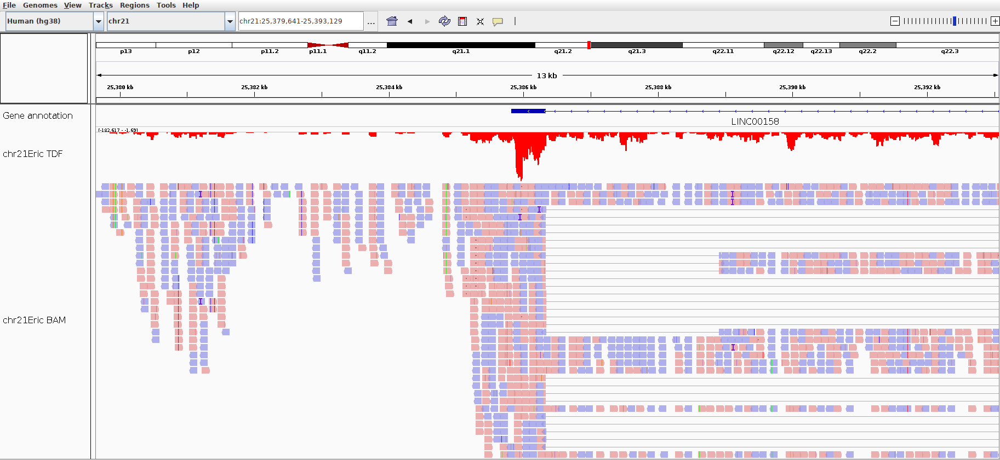 File Genomes View Tracks Regions Tools Help
Human (hg38) chr21 chr21:25,379,641-25,393,129 ...
p13 p12 p11.2 p11.1 q11.2 q21.1 q21.2 q21.3 q22.11 q22.12 q22.13 q22.2 q22.3
13 kb
25,380 kb 25,382 kb 25,384 kb 25,386 kb 25,388 kb 25,390 kb 25,392 kb
Gene annotation
LINC00158
[-182.617 - -1.69]
chr21Eric TDF
chr21Eric BAM